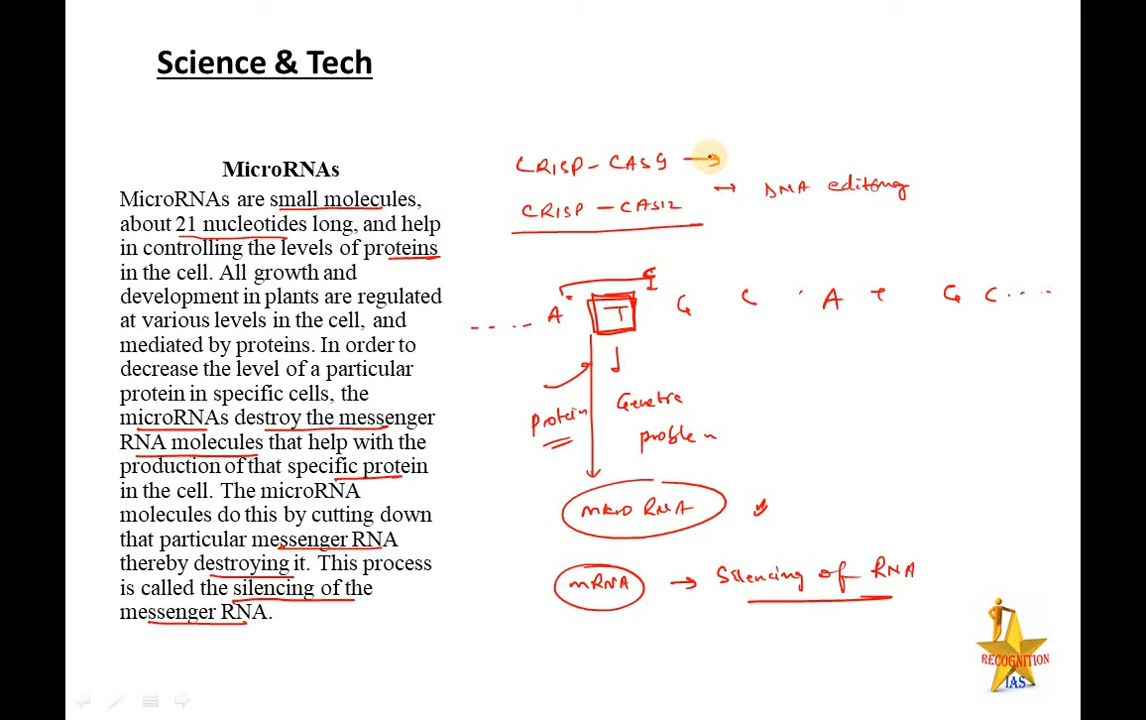 Science & Tech
MicroRNAs
MicroRNAs are small molecules,
about 21 nucleotides long, and help
in controlling the levels of proteins
in the cell. All growth and
development in plants are regulated
at various levels in the cell, and
mediated by proteins. In order to
decrease the level of a particular
protein in specific cells, the
microRNAs destroy the messenger
RNA molecules that help with the
production of that specific protein
in the cell. The microRNA
molecules do this by cutting down
that particular messenger RNA
thereby destroying it. This process
is called the silencing of the
messenger RNA.
CRISP - CAS9 →
CRISP - CAS12
→ DNA editing
.... A T G C A T G C ....
Protein
Genetic
problem
micro RNA
mRNA → Silencing of RNA
RECOGNITION
IAS